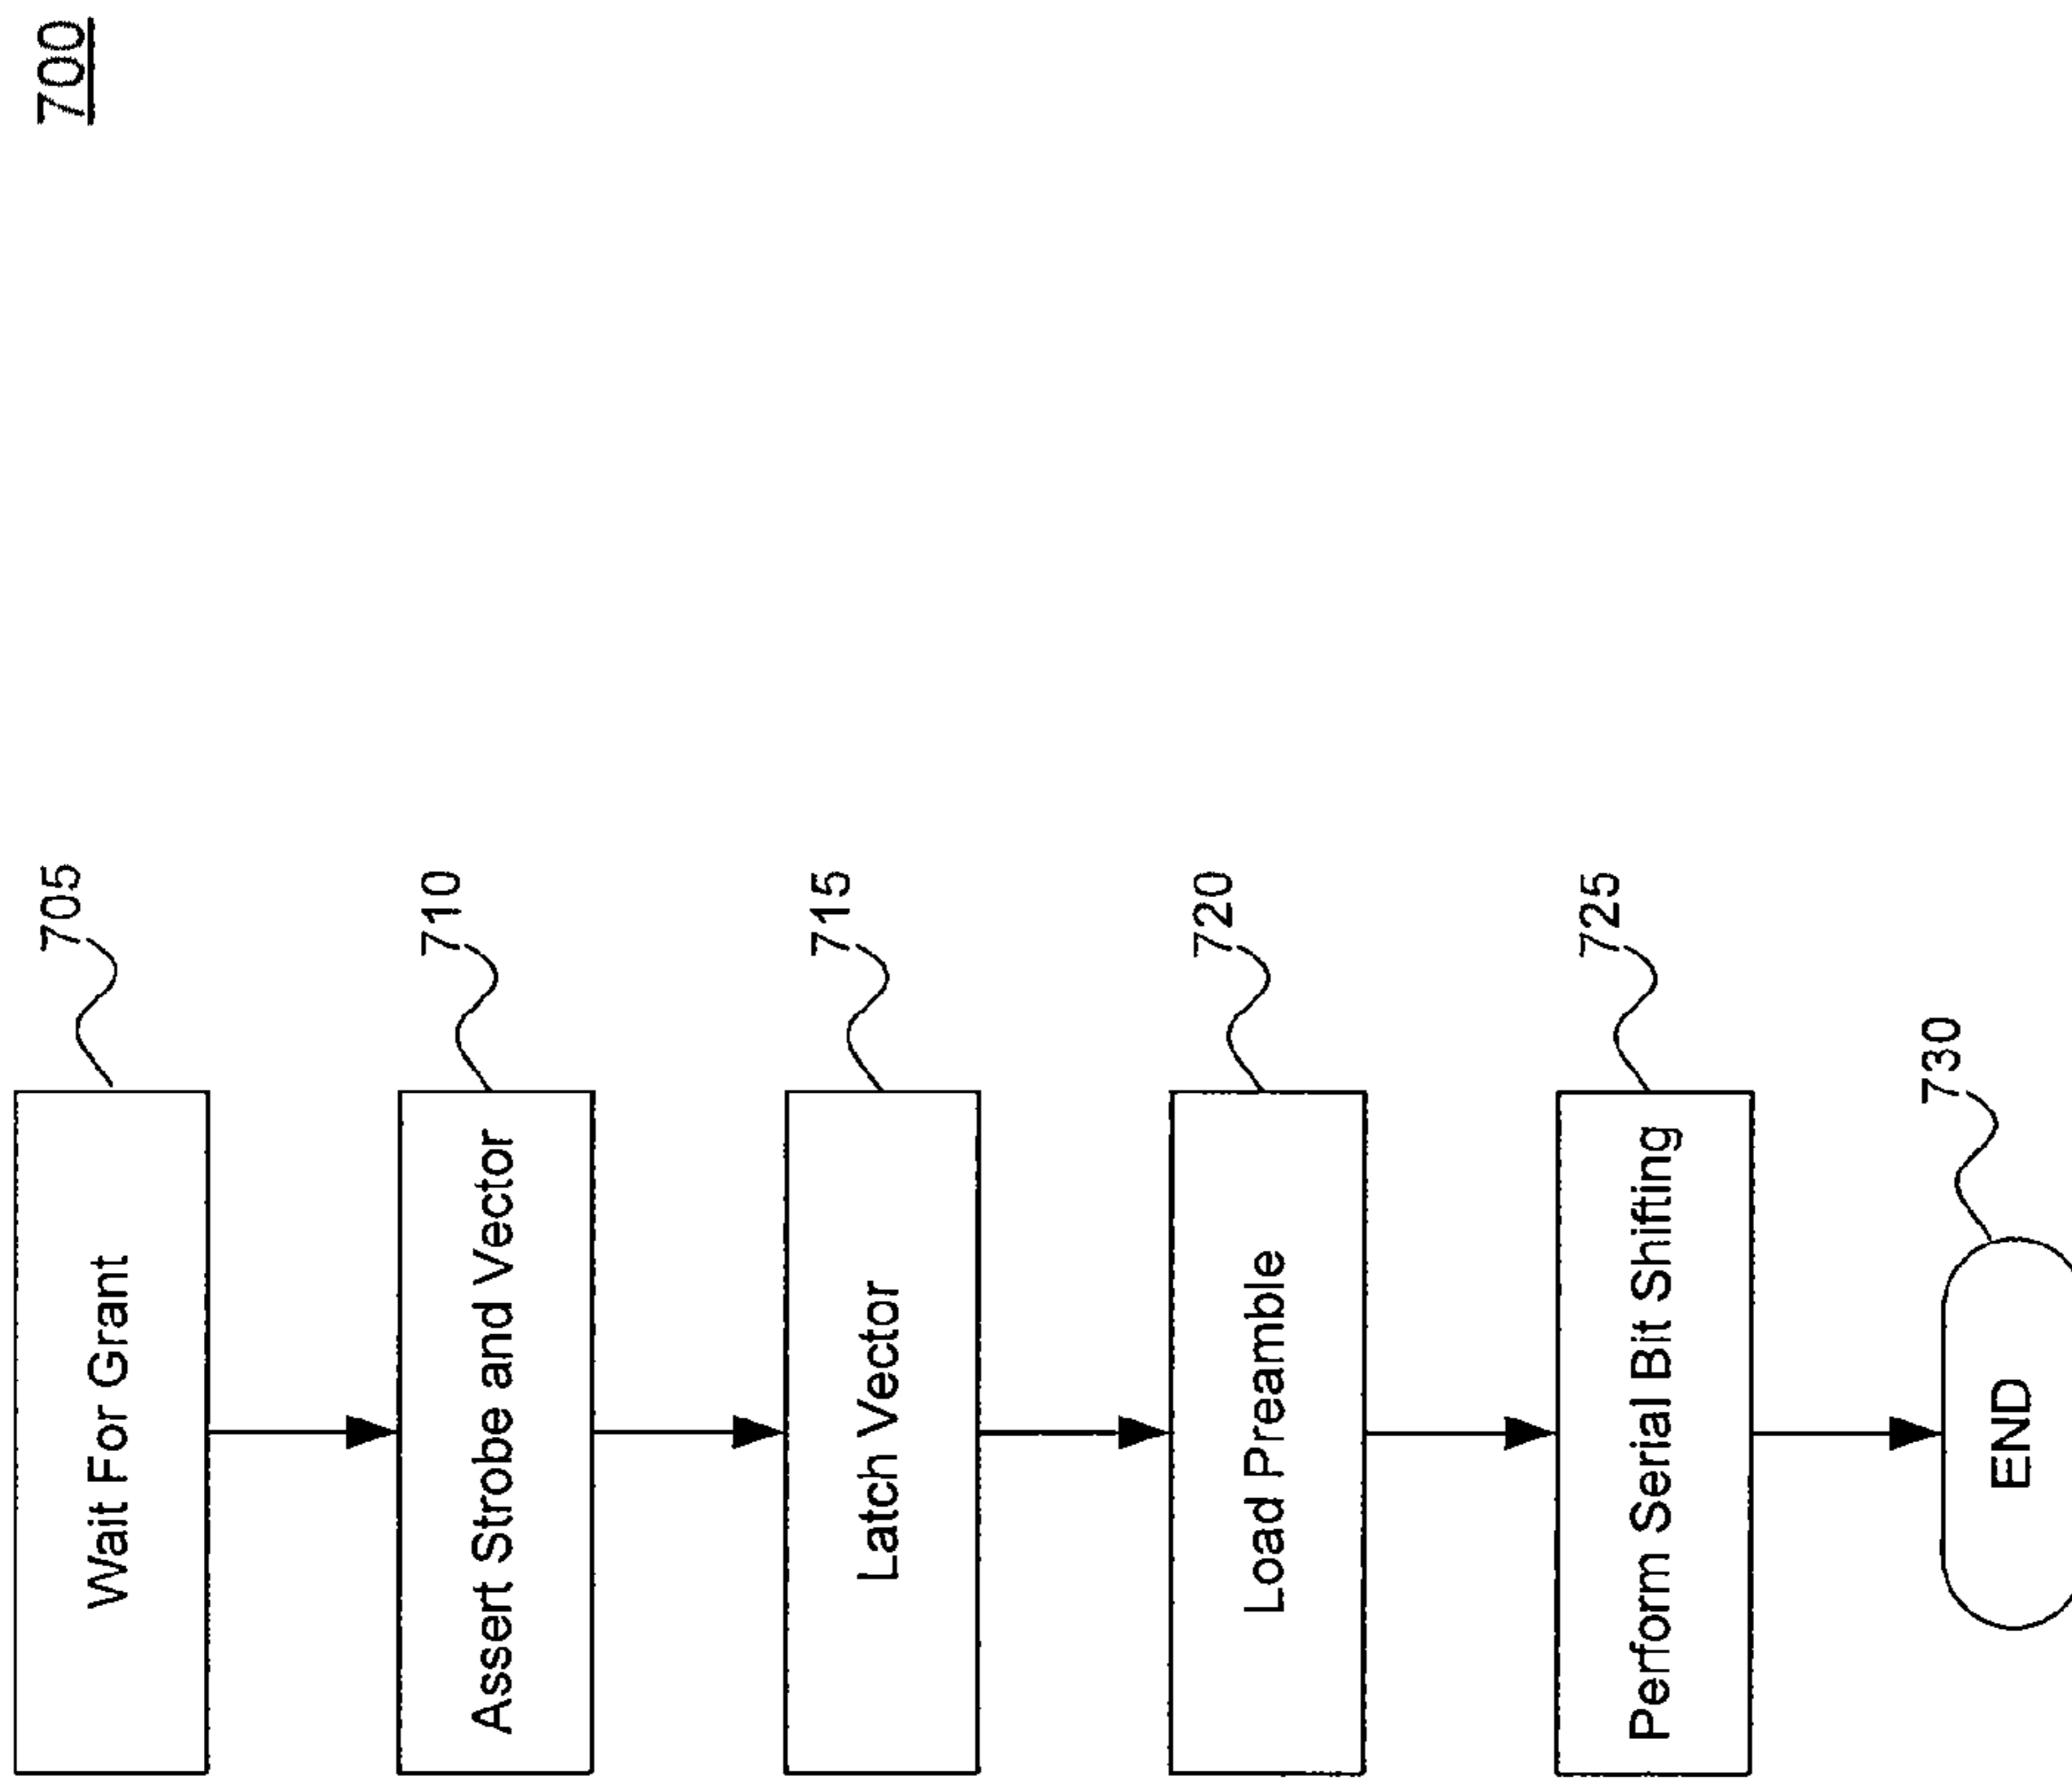 700
Wait For Grant
705
Assert Strobe and Vector
710
Latch Vector
715
Load Preamble
720
Perform Serial Bit Shifting
725
END
730